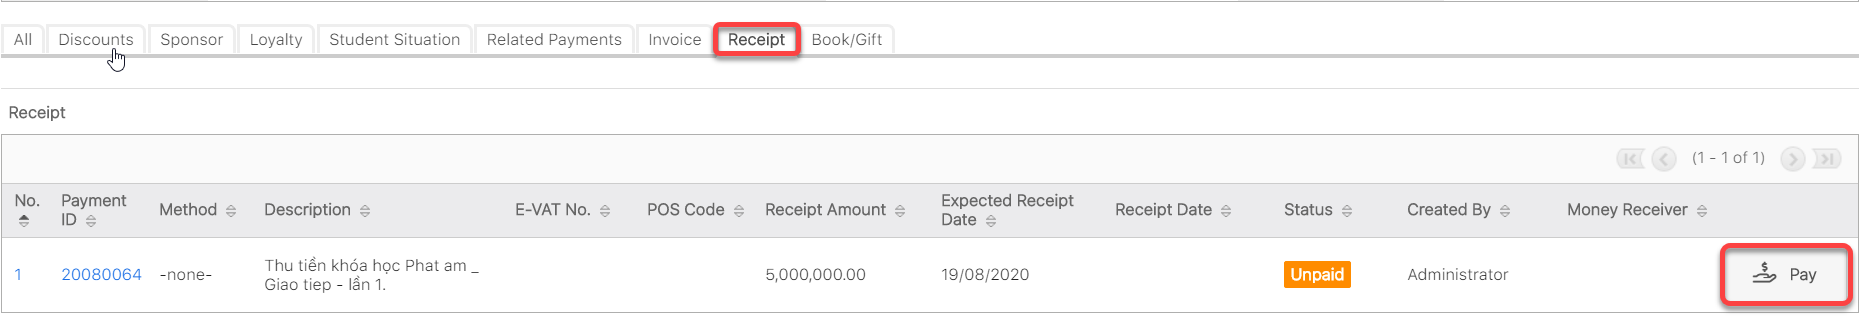 All Discounts Sponsor Loyalty Student Situation Related Payments Invoice Receipt Book/Gift
Receipt
(1 - 1 of 1)
No. Payment ID Method Description E-VAT No. POS Code Receipt Amount Expected Receipt Date Receipt Date Status Created By Money Receiver
1 20080064 -none- Thu tiền khóa học Phat am _
Giao tiep - lần 1. 5,000,000.00 19/08/2020 Unpaid Administrator Pay